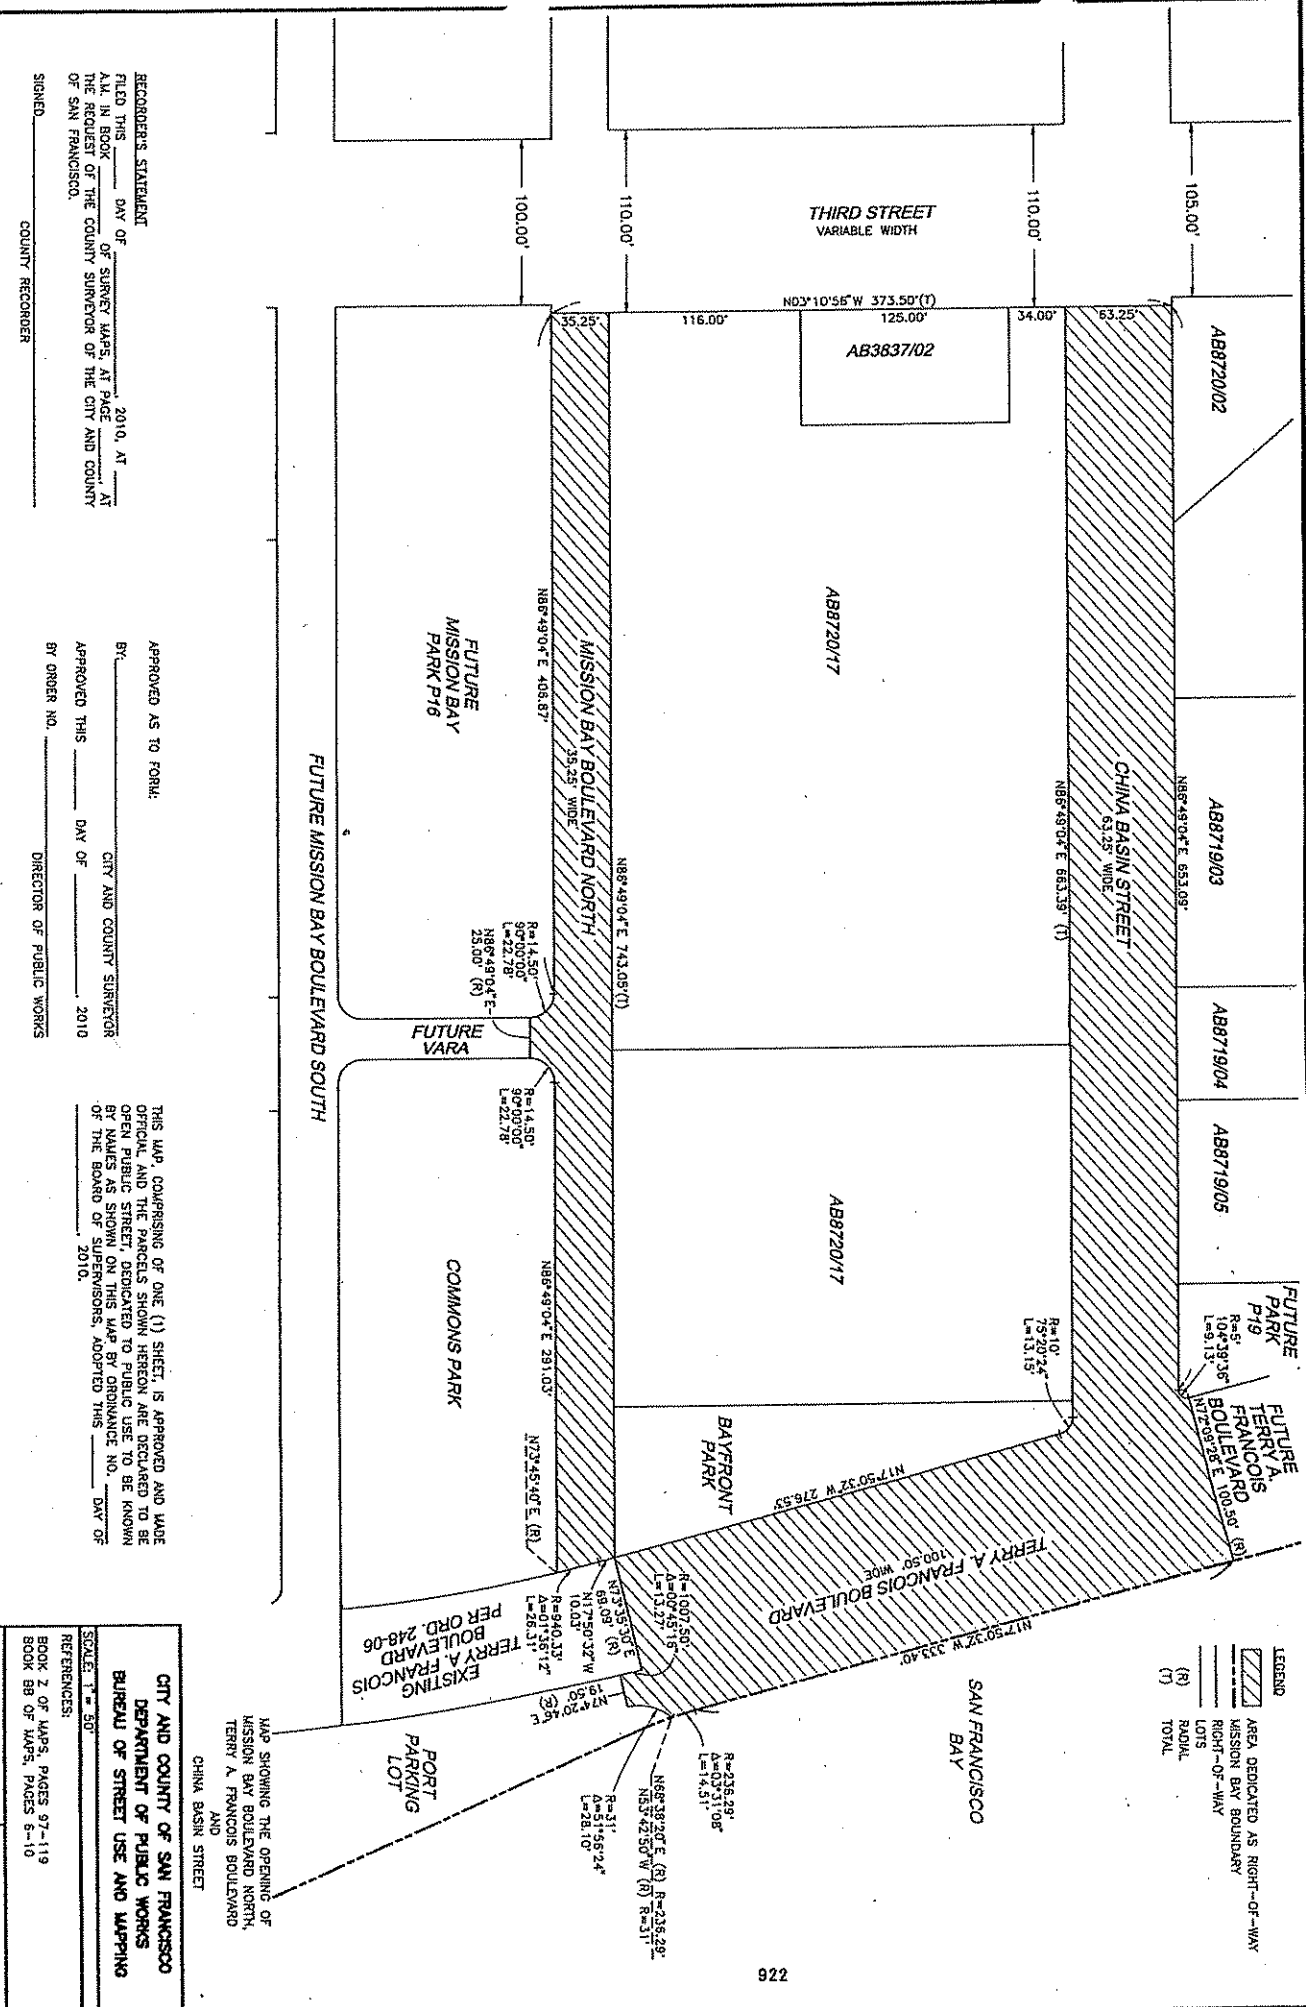 LEGEND
AREA DEDICATED AS RIGHT-OF-WAY
MISSION BAY BOUNDARY
RIGHT-OF-WAY
LOTS
(R) RADIAL
(T) TOTAL
AB8720/02
AB8719/03
AB8719/04
AB8719/05
FUTURE
PARK
P19
FUTURE
TERRY A.
FRANCOIS
BOULEVARD
R=5'
104°39'36"
L=9.13'
N72°09'28"E 100.50' (R)
105.00'
63.25'
N86°49'04"E 653.09'
CHINA BASIN STREET
63.25' WIDE
N86°49'04"E 663.39' (T)
R=10'
75°20'24"
L=13.15'
THIRD STREET
VARIABLE WIDTH
110.00'
110.00'
100.00'
N03°10'56"W 373.50'(T)
34.00'
125.00'
116.00'
35.25'
AB3837/02
AB8720/17
AB8720/17
BAYFRONT
PARK
N17°50'32"W 276.53'
TERRY A. FRANCOIS BOULEVARD
100.50' WIDE
N17°50'32"W 333.40'
SAN FRANCISCO
BAY
N86°49'04"E 743.05'(T)
MISSION BAY BOULEVARD NORTH
35.25' WIDE
N86°49'04"E 406.87'
R=14.50'
90°00'00"
L=22.78'
N86°49'04"E
25.00' (R)
R=14.50'
90°00'00"
L=22.78'
N86°49'04"E 291.03'
N73°45'40"E (R)
R=1007.50'
Δ=00°45'16"
L=13.27'
N73°35'30"E
69.09' (R)
N17°50'32"W
10.03'
R=940.33'
Δ=01°36'12"
L=26.31'
N74°20'46"E
19.50' (R)
R=236.29'
Δ=03°31'08"
L=14.51'
N68°38'20"E (R) R=236.29'
N53°42'50"W (R) R=31'
R=31'
Δ=51°56'24"
L=28.10'
FUTURE
MISSION BAY
PARK P16
FUTURE
VARA
COMMONS PARK
EXISTING
TERRY A. FRANCOIS
BOULEVARD
PER ORD. 248-06
PORT
PARKING
LOT
FUTURE MISSION BAY BOULEVARD SOUTH
RECORDER'S STATEMENT
FILED THIS ____ DAY OF ________, 2010, AT ____
A.M. IN BOOK ____ OF SURVEY MAPS, AT PAGE ____, AT
THE REQUEST OF THE COUNTY SURVEYOR OF THE CITY AND COUNTY
OF SAN FRANCISCO.
SIGNED
COUNTY RECORDER
APPROVED AS TO FORM:
BY:
CITY AND COUNTY SURVEYOR
APPROVED THIS ____ DAY OF ________, 2010
BY ORDER NO. ________
DIRECTOR OF PUBLIC WORKS
THIS MAP, COMPRISING OF ONE (1) SHEET, IS APPROVED AND MADE
OFFICIAL AND THE PARCELS SHOWN HEREON ARE DECLARED TO BE
OPEN PUBLIC STREET, DEDICATED TO PUBLIC USE TO BE KNOWN
BY NAMES AS SHOWN ON THIS MAP BY ORDINANCE NO. ____
OF THE BOARD OF SUPERVISORS, ADOPTED THIS ____ DAY OF
________, 2010.
MAP SHOWING THE OPENING OF
MISSION BAY BOULEVARD NORTH,
TERRY A. FRANCOIS BOULEVARD
AND
CHINA BASIN STREET
CITY AND COUNTY OF SAN FRANCISCO
DEPARTMENT OF PUBLIC WORKS
BUREAU OF STREET USE AND MAPPING
SCALE: 1" = 50'
REFERENCES:
BOOK Z OF MAPS, PAGES 97-119
BOOK BB OF MAPS, PAGES 6-10
922